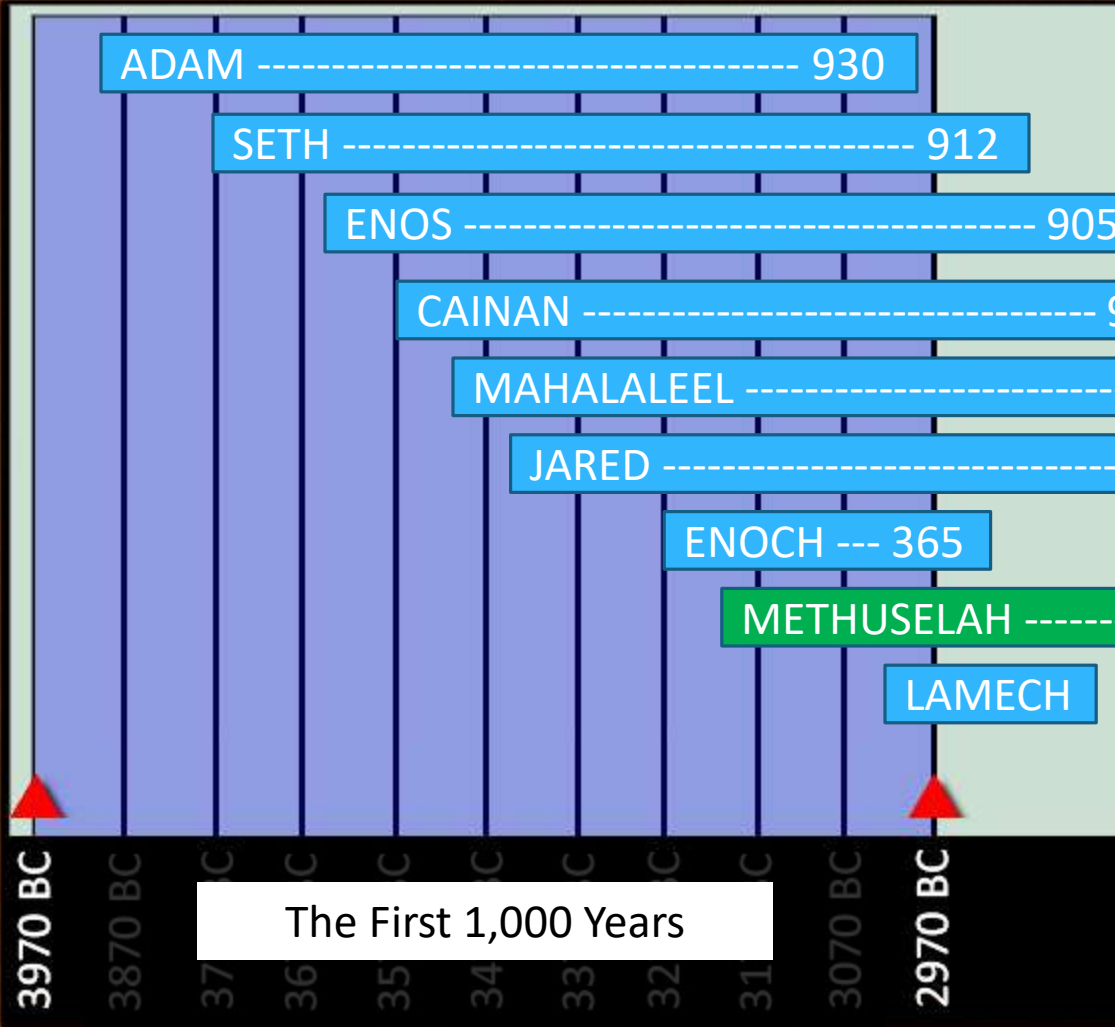 ADAM ------------------------------------ 930
SETH -------------------------------------- 912
ENOS -------------------------------------- 905
CAINAN ---------------------------------- 9
MAHALALEEL -------------------------
JARED -------------------------------
ENOCH --- 365
METHUSELAH ------
LAMECH
3970 BC
3870 BC
3070 BC
2970 BC
The First 1,000 Years